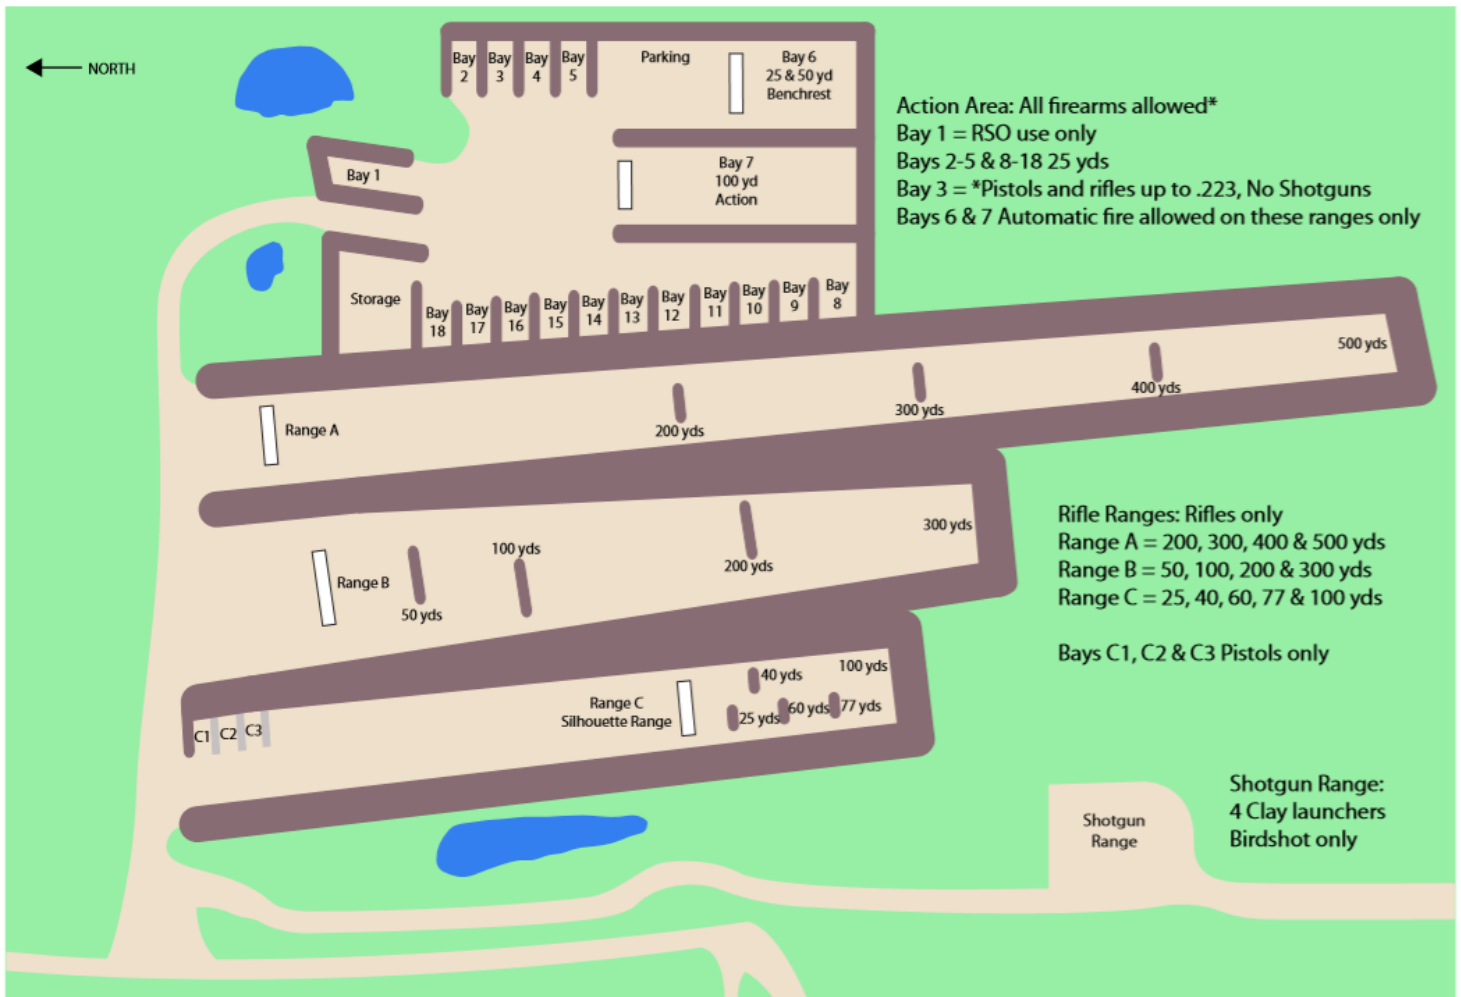 NORTH
Bay
2
Bay
3
Bay
4
Bay
5
Parking
Bay 6
25 & 50 yd
Benchrest
Action Area: All firearms allowed*
Bay 1 = RSO use only
Bays 2-5 & 8-18 25 yds
Bay 3 = *Pistols and rifles up to .223, No Shotguns
Bays 6 & 7 Automatic fire allowed on these ranges only
Bay 1
Bay 7
100 yd
Action
Storage
Bay
18
Bay
17
Bay
16
Bay
15
Bay
14
Bay
13
Bay
12
Bay
11
Bay
10
Bay
9
Bay
8
Range A
200 yds
300 yds
400 yds
500 yds
Range B
50 yds
100 yds
200 yds
300 yds
Rifle Ranges: Rifles only
Range A = 200, 300, 400 & 500 yds
Range B = 50, 100, 200 & 300 yds
Range C = 25, 40, 60, 77 & 100 yds
Bays C1, C2 & C3 Pistols only
C1
C2
C3
Range C
Silhouette Range
40 yds
100 yds
25 yds
60 yds
77 yds
Shotgun
Range
Shotgun Range:
4 Clay launchers
Birdshot only